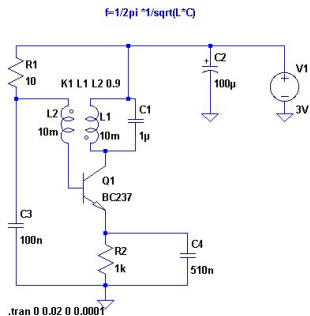 f=1/2pi *1/sqrt(L*C)
R1
10
K1 L1 L2 0.9
C2
100µ
V1
3V
L2
10m
L1
10m
C1
1µ
Q1
BC237
C3
100n
R2
1k
C4
510n
.tran 0 0.02 0 0.0001